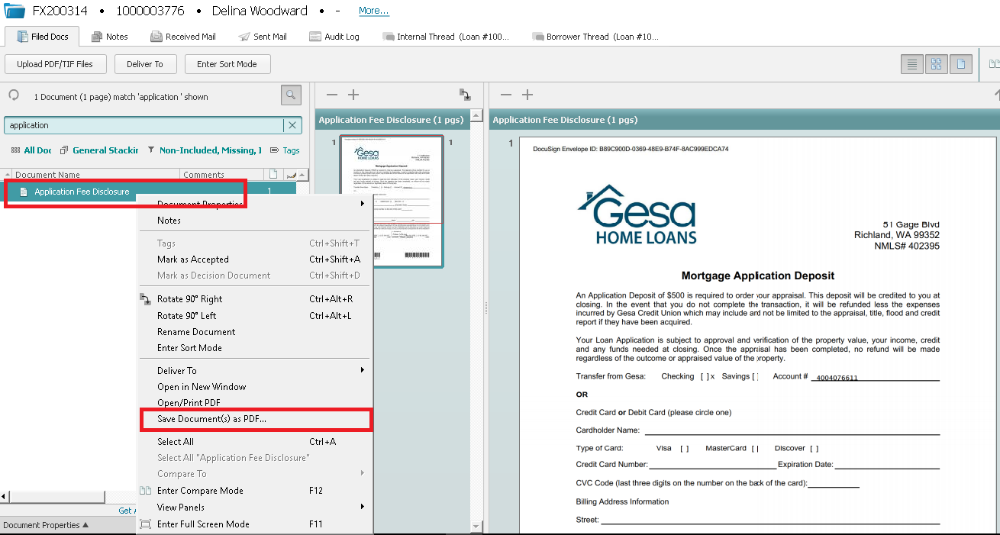 FX200314 • 1000003776 • Delina Woodward • - More...
Filed Docs Notes Received Mail Sent Mail Audit Log Internal Thread (Loan #100... Borrower Thread (Loan #10...
Upload PDF/TIF Files Deliver To Enter Sort Mode
1 Document (1 page) match 'application ' shown
application
All Doc General Stackin Non-Included, Missing, I Tags
Document Name Comments
Application Fee Disclosure 1
Document Properties
Notes
Tags Ctrl+Shift+T
Mark as Accepted Ctrl+Shift+A
Mark as Decision Document Ctrl+Shift+D
Rotate 90° Right Ctrl+Alt+R
Rotate 90° Left Ctrl+Alt+L
Rename Document
Enter Sort Mode
Deliver To
Open in New Window
Open/Print PDF
Save Document(s) as PDF...
Select All Ctrl+A
Select All "Application Fee Disclosure"
Compare To
Enter Compare Mode F12
View Panels
Enter Full Screen Mode F11
Get
Document Properties ▲
Application Fee Disclosure (1 pgs)
1 1
Gesa
HOME LOANS
Mortgage Application Deposit
Application Fee Disclosure (1 pgs)
1
DocuSign Envelope ID: B89C900D-0369-48E9-B74F-8AC999EDCA74
Gesa
HOME LOANS
51 Gage Blvd
Richland, WA 99352
NMLS# 402395
Mortgage Application Deposit
An Application Deposit of $500 is required to order your appraisal. This deposit will be credited to you at
closing. In the event that you do not complete the transaction, it will be refunded less the expenses
incurred by Gesa Credit Union which may include and not be limited to the appraisal, title, flood and credit
report if they have been acquired.
Your Loan Application is subject to approval and verification of the property value, your income, credit
and any funds needed at closing. Once the appraisal has been completed, no refund will be made
regardless of the outcome or appraised value of the property.
Transfer from Gesa: Checking [ ] x Savings [ ] Account # 4004076611
OR
Credit Card or Debit Card (please circle one)
Cardholder Name:
Type of Card: Visa [ ] MasterCard [ ] Discover [ ]
Credit Card Number: Expiration Date:
CVC Code (last three digits on the number on the back of the card):
Billing Address Information
Street: